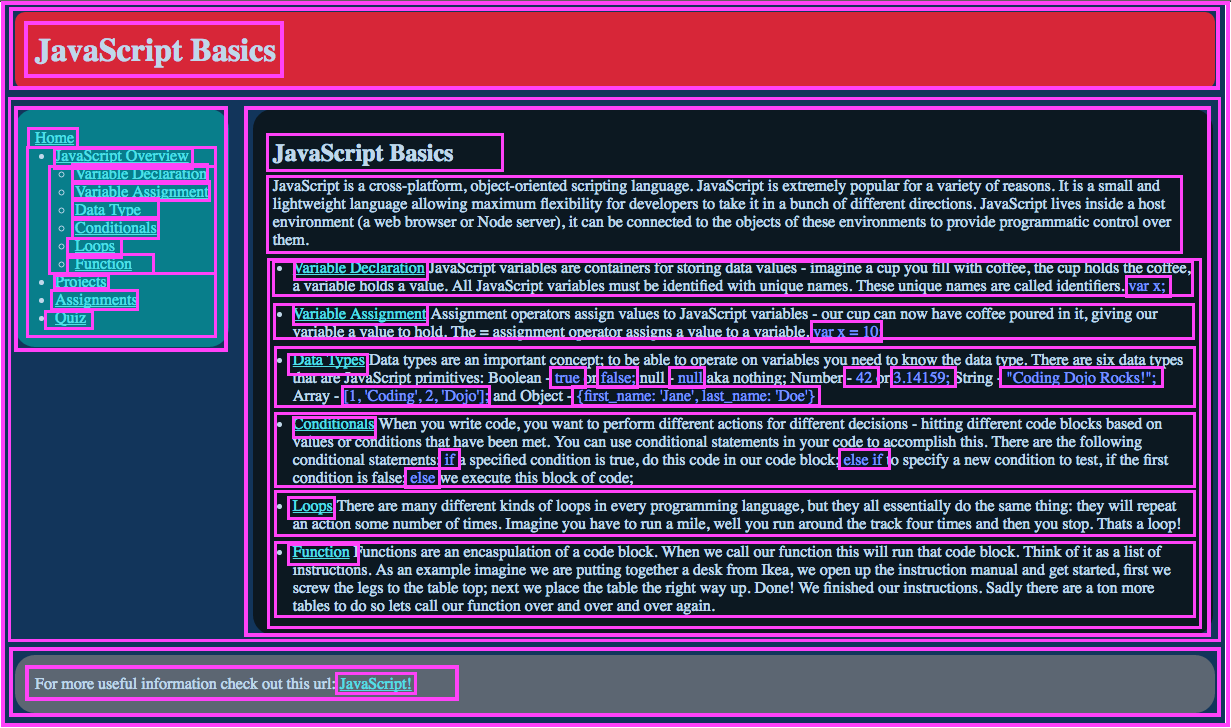 JavaScript Basics
Home
JavaScript Overview
Variable Declaration
Variable Assignment
Data Type
Conditionals
Loops
Function
Projects
Assignments
Quiz
JavaScript Basics
JavaScript is a cross-platform, object-oriented scripting language. JavaScript is extremely popular for a variety of reasons. It is a small and
lightweight language allowing maximum flexibility for developers to take it in a bunch of different directions. JavaScript lives inside a host
environment (a web browser or Node server), it can be connected to the objects of these environments to provide programmatic control over
them.
Variable Declaration JavaScript variables are containers for storing data values - imagine a cup you fill with coffee, the cup holds the coffee,
a variable holds a value. All JavaScript variables must be identified with unique names. These unique names are called identifiers. var x;
Variable Assignment Assignment operators assign values to JavaScript variables - our cup can now have coffee poured in it, giving our
variable a value to hold. The = assignment operator assigns a value to a variable. var x = 10
Data Types Data types are an important concept; to be able to operate on variables you need to know the data type. There are six data types
that are JavaScript primitives: Boolean - true or false; null - null aka nothing; Number - 42 or 3.14159; String - "Coding Dojo Rocks!";
Array - [1, 'Coding', 2, 'Dojo']; and Object - {first_name: 'Jane', last_name: 'Doe'}
Conditionals When you write code, you want to perform different actions for different decisions - hitting different code blocks based on
values or conditions that have been met. You can use conditional statements in your code to accomplish this. There are the following
conditional statements: if a specified condition is true, do this code in our code block; else if to specify a new condition to test, if the first
condition is false; else we execute this block of code;
Loops There are many different kinds of loops in every programming language, but they all essentially do the same thing: they will repeat
an action some number of times. Imagine you have to run a mile, well you run around the track four times and then you stop. Thats a loop!
Function Functions are an encaspulation of a code block. When we call our function this will run that code block. Think of it as a list of
instructions. As an example imagine we are putting together a desk from Ikea, we open up the instruction manual and get started, first we
screw the legs to the table top; next we place the table the right way up. Done! We finished our instructions. Sadly there are a ton more
tables to do so lets call our function over and over and over again.
For more useful information check out this url: JavaScript!